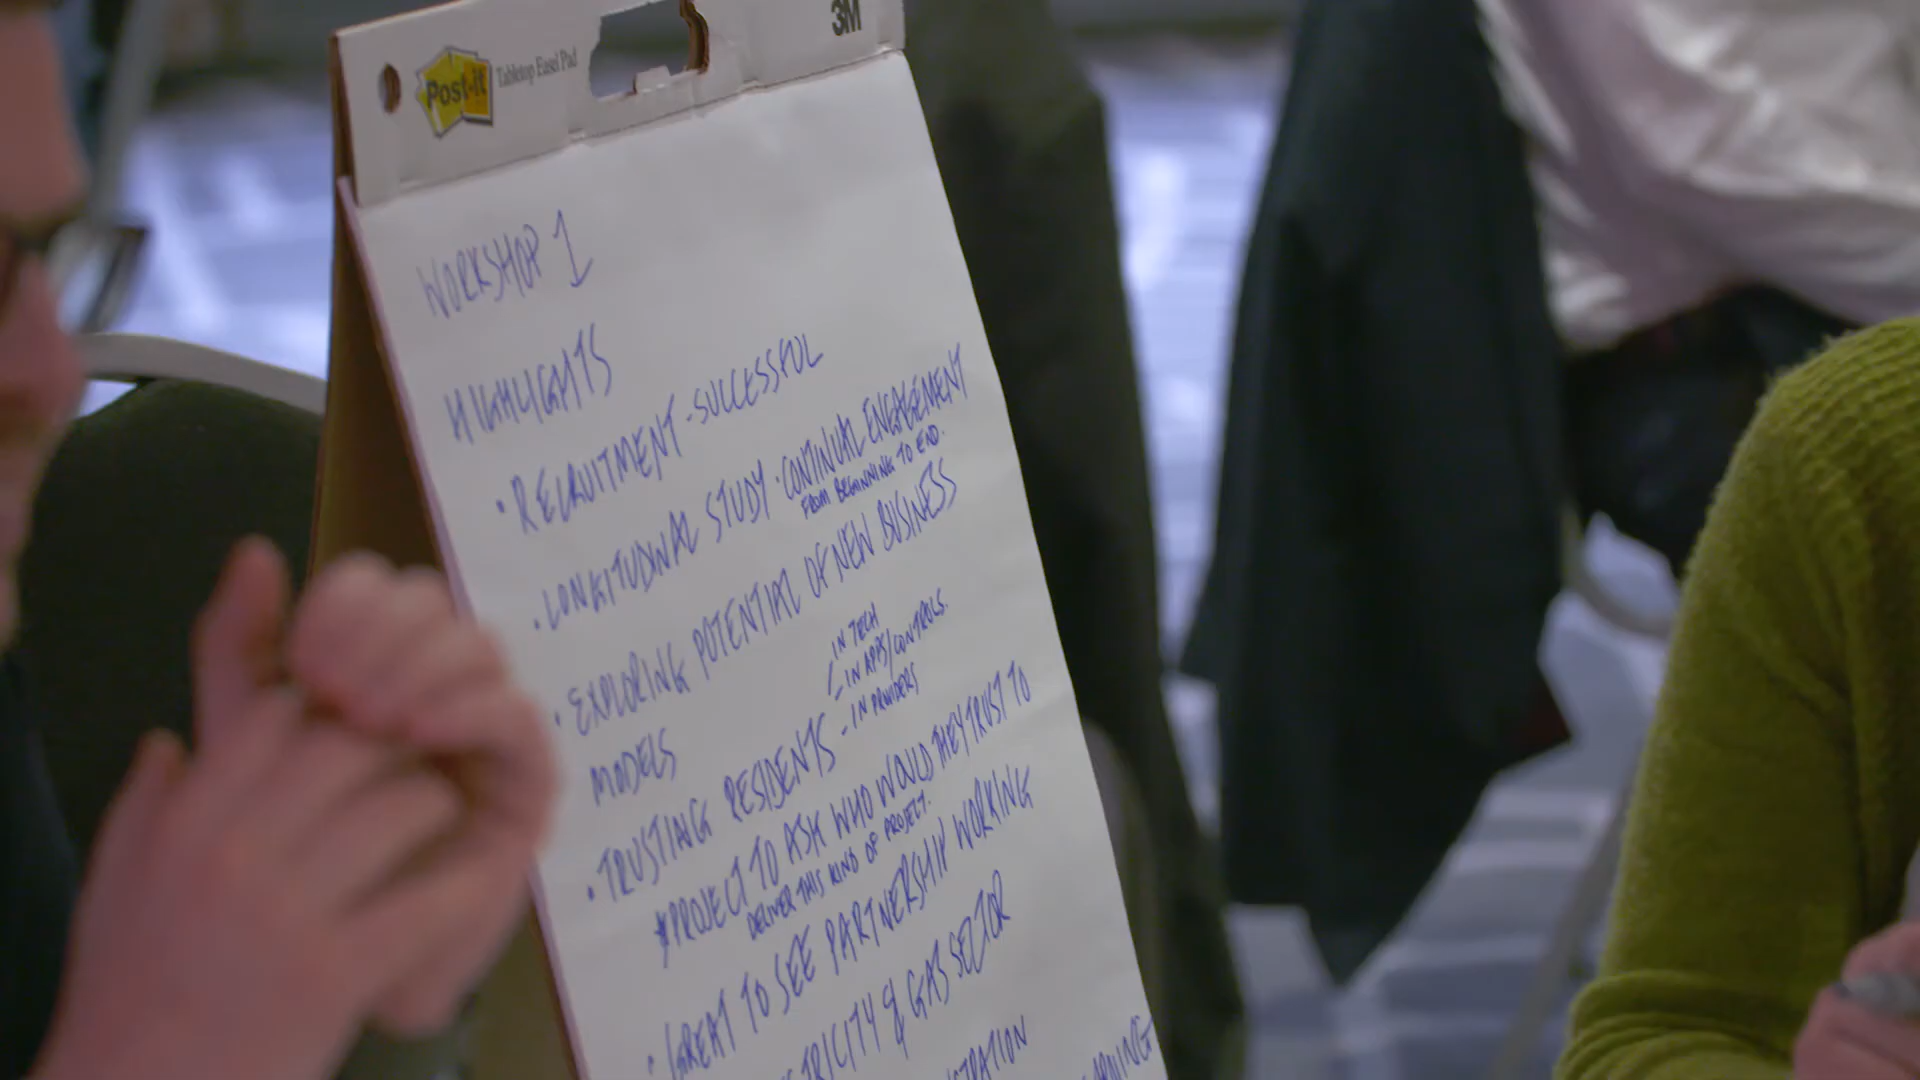 Post-it Tabletop Easel Pad
3M
WORKSHOP 1
HIGHLIGHTS
• RECRUITMENT - SUCCESSFUL
• LONGITUDINAL STUDY - CONTINUAL ENGAGEMENT
FROM BEGINNING TO END.
• EXPLORING POTENTIAL OF NEW BUSINESS
MODELS
• TRUSTING RESIDENTS
- IN TECH
- IN APPS/CONTROLS.
- IN PROVIDERS
*PROJECT TO ASK WHO WOULD THEY TRUST TO
DELIVER THIS KIND OF PROJECT.
• GREAT TO SEE PARTNERSHIP WORKING
TRICITY & GAS SECTOR